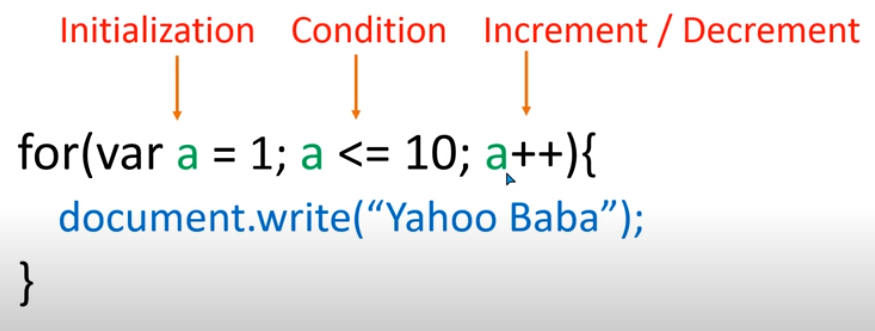 Initialization Condition Increment / Decrement
for(var a = 1; a <= 10; a++){
document.write(“Yahoo Baba”);
}